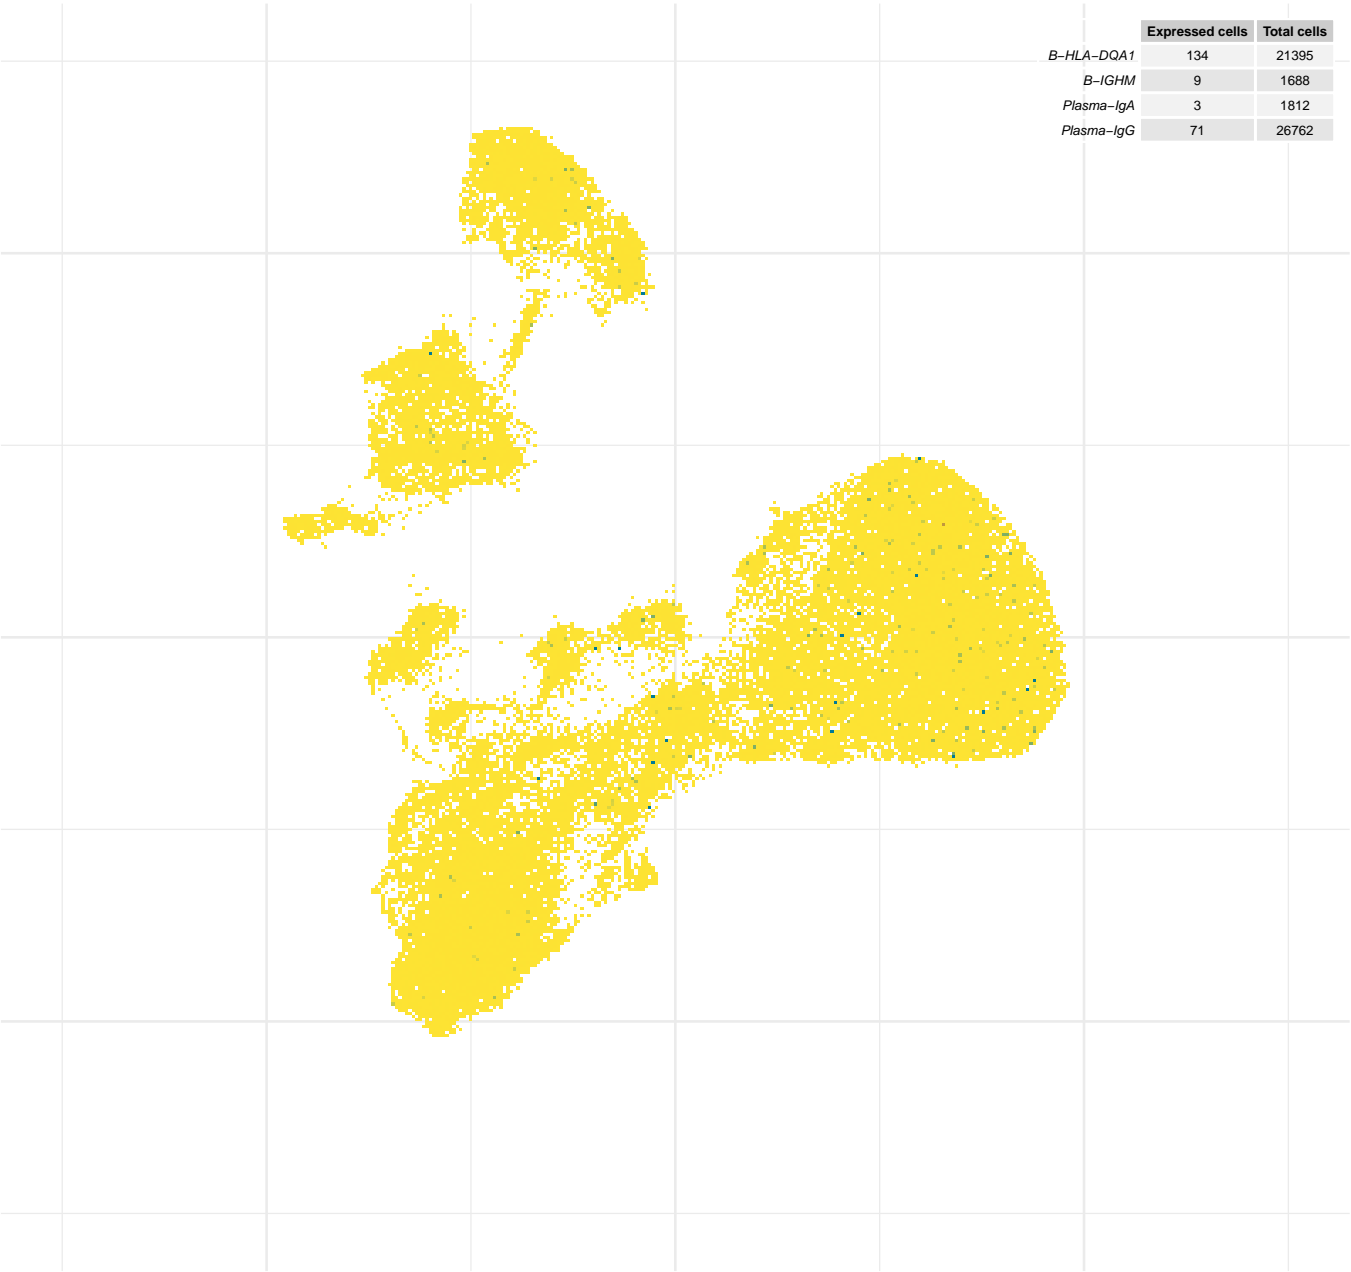 Expressed cells Total cells
B−HLA−DQA1 134 21395
B−IGHM 9 1688
Plasma−IgA 3 1812
Plasma−IgG 71 26762